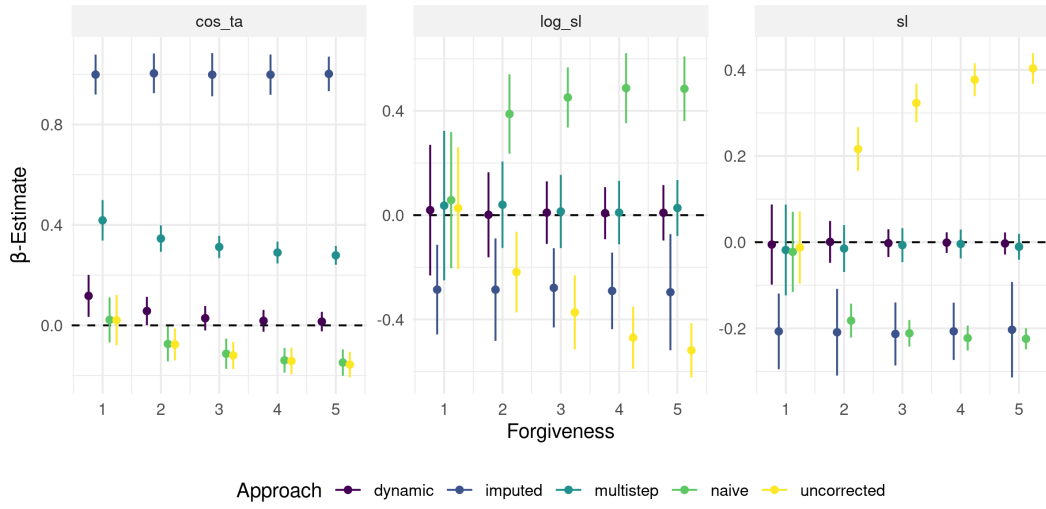 cos_ta log_sl sl
β-Estimate
0.8
0.4
0.0
0.4
0.0
-0.4
0.4
0.2
0.0
-0.2
1 2 3 4 5 1 2 3 4 5 1 2 3 4 5
Forgiveness
Approach dynamic imputed multistep naive uncorrected